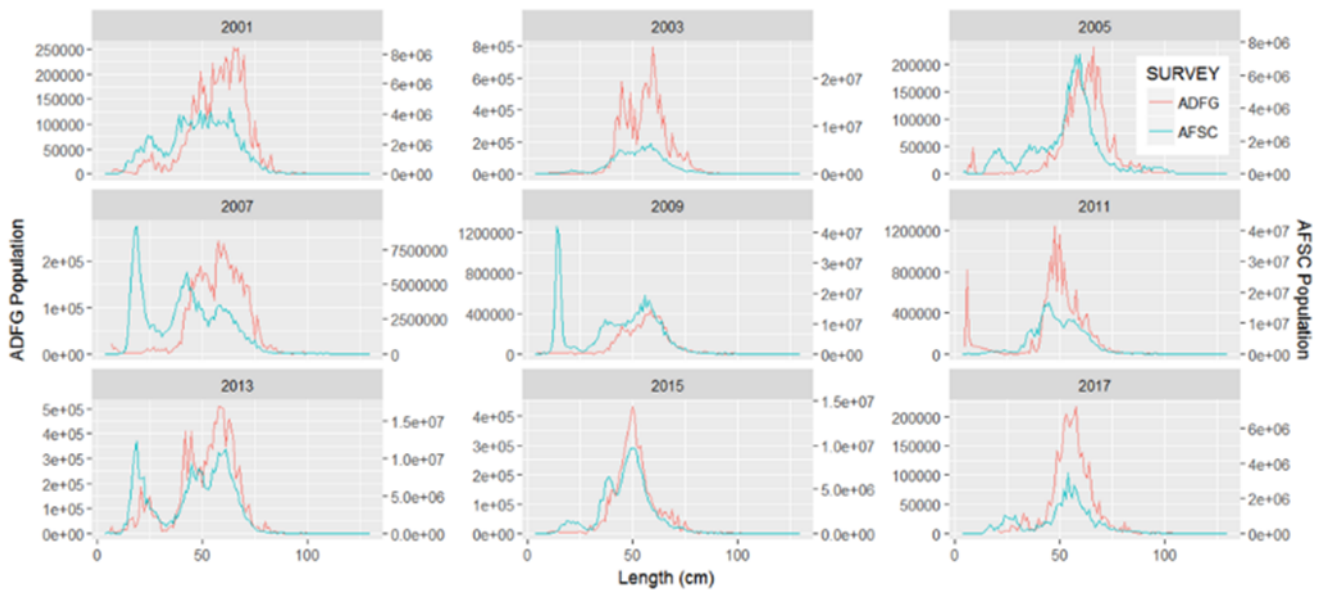 2001
250000
200000
150000
100000
50000
0
8e+06
6e+06
4e+06
2e+06
0e+00
2003
8e+05
6e+05
4e+05
2e+05
0e+00
2e+07
1e+07
0e+00
2005
200000
150000
100000
50000
0
8e+06
6e+06
4e+06
2e+06
0e+00
SURVEY
ADFG
AFSC
ADFG Population
2007
2e+05
1e+05
0e+00
7500000
5000000
2500000
0
2009
1200000
800000
400000
0
4e+07
3e+07
2e+07
1e+07
0e+00
2011
1200000
800000
400000
0
4e+07
3e+07
2e+07
1e+07
0e+00
AFSC Population
2013
5e+05
4e+05
3e+05
2e+05
1e+05
0e+00
1.5e+07
1.0e+07
5.0e+06
0.0e+00
0 50 100
2015
4e+05
3e+05
2e+05
1e+05
0e+00
1.5e+07
1.0e+07
5.0e+06
0.0e+00
0 50 100
2017
200000
150000
100000
50000
0
6e+06
4e+06
2e+06
0e+00
0 50 100
Length (cm)